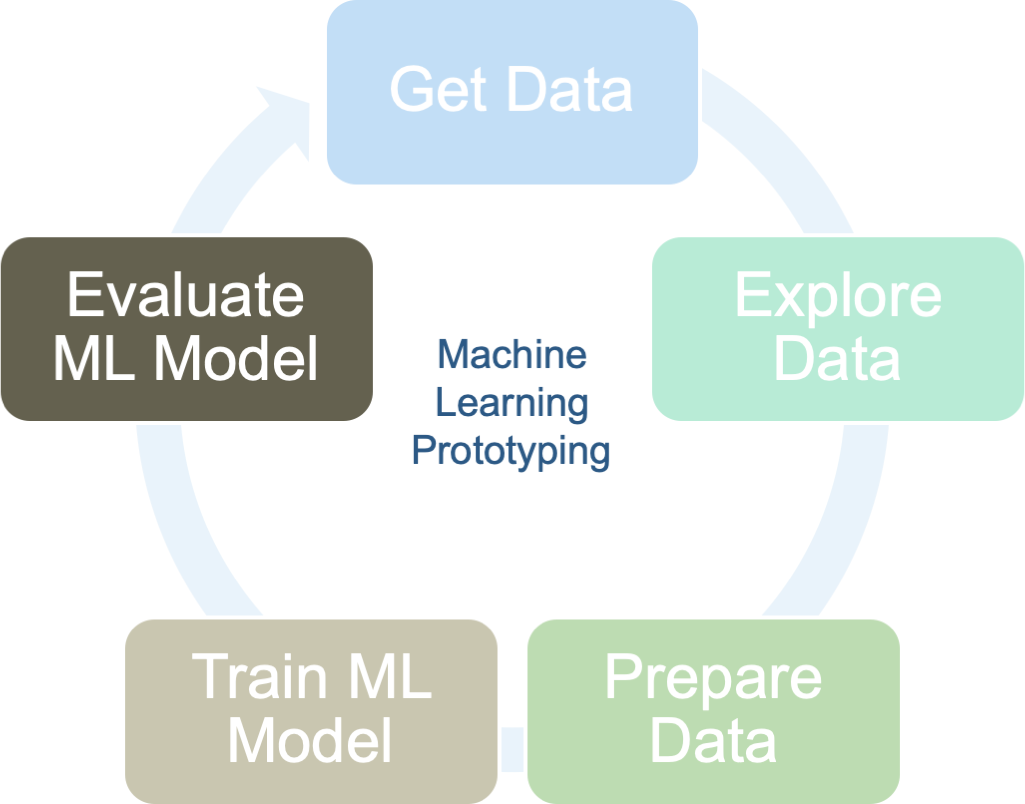 Get Data
Explore
Data
Prepare
Data
Train ML
Model
Evaluate
ML Model
Machine
Learning
Prototyping